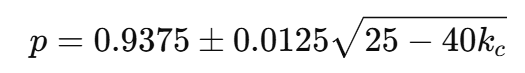 p = 0.9375 ± 0.0125√(25 − 40k_c)